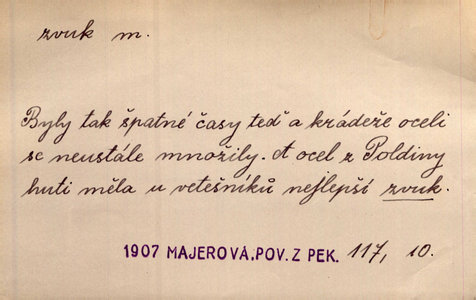 zvuk m.
Byly tak špatné časy teď a krádeže oceli
se neustále množily. A ocel z Poldiny
huti měla u vetešníků nejlepší zvuk.
1907 MAJEROVÁ, POV. Z PEK. 117, 10.